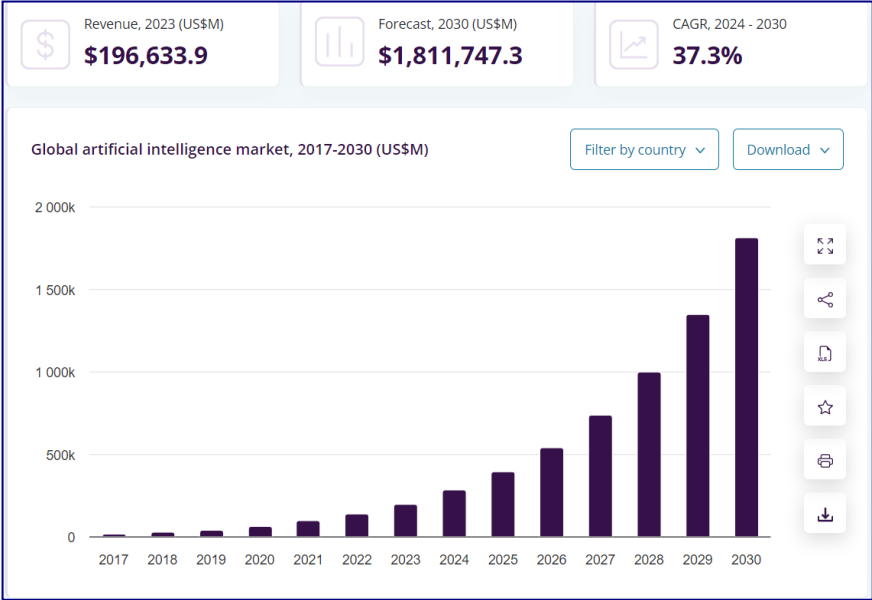 Revenue, 2023 (US$M)
$196,633.9
Forecast, 2030 (US$M)
$1,811,747.3
CAGR, 2024 - 2030
37.3%
Global artificial intelligence market, 2017-2030 (US$M)
Filter by country
Download
2 000k
1 500k
1 000k
500k
0
2017 2018 2019 2020 2021 2022 2023 2024 2025 2026 2027 2028 2029 2030
XLS